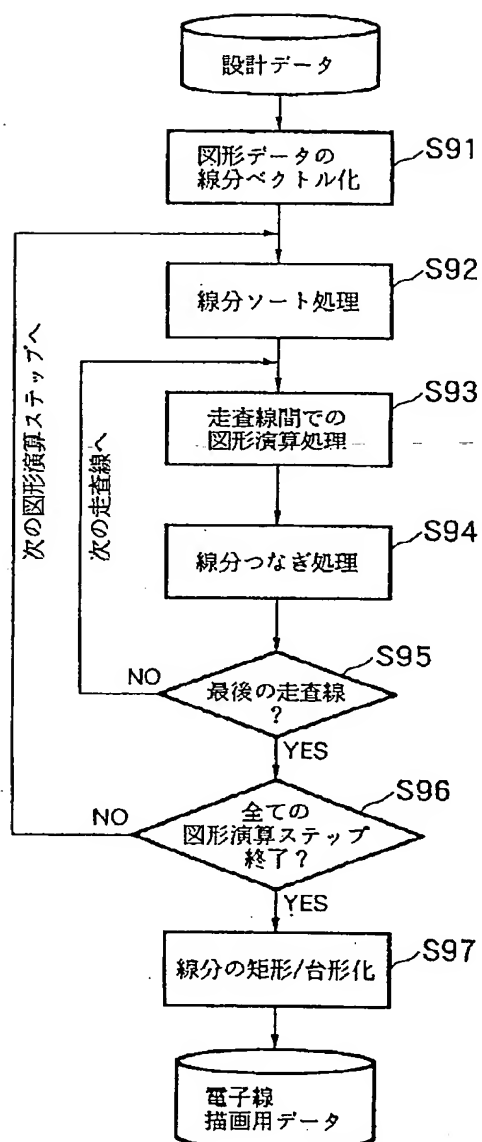 設計データ
図形データの
線分ベクトル化
S91
線分ソート処理
S92
走査線間での
図形演算処理
S93
線分つなぎ処理
S94
最後の走査線
?
S95
NO
YES
次の走査線へ
全ての
図形演算ステップ
終了?
S96
NO
YES
次の図形演算ステップへ
線分の矩形/台形化
S97
電子線
描画用データ